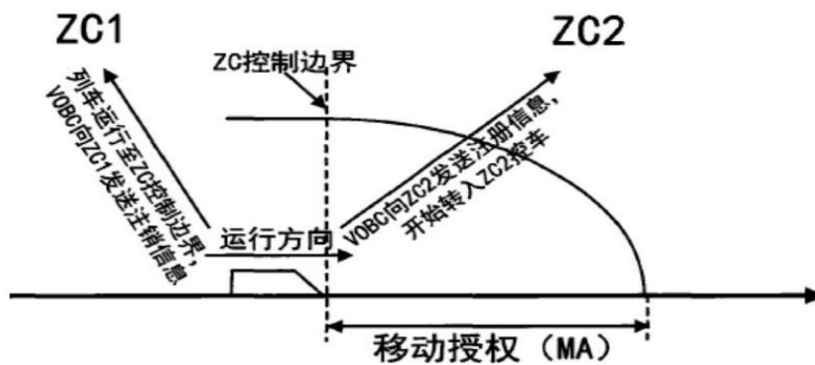 ZC1
ZC2
ZC控制边界
列车运行至ZC控制边界，
VOBC向ZC1发送注销信息
VOBC向ZC2发送注册信息，
开始转入ZC2控车
运行方向
移动授权（MA）